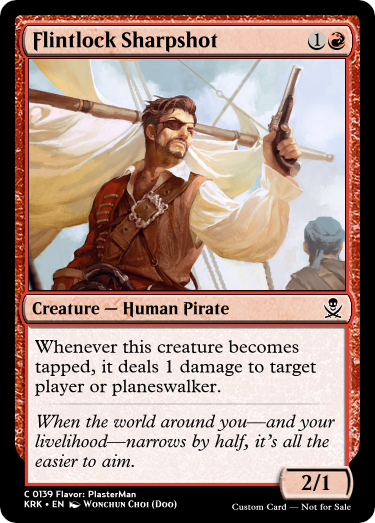 Flintlock Sharpshot 1
Creature — Human Pirate
Whenever this creature becomes
tapped, it deals 1 damage to target
player or planeswalker.
When the world around you—and your
livelihood—narrows by half, it's all the
easier to aim.
2/1
C 0139 Flavor: PlasterMan
KRK • EN Wonchun Choi (Doo)
Custom Card — Not for Sale